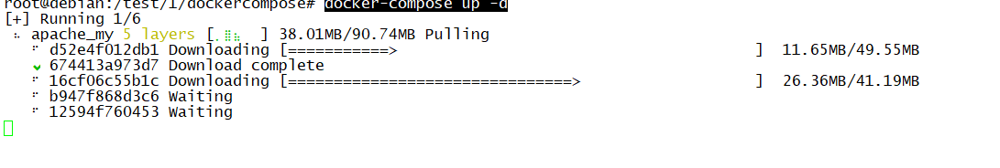 root@debian:/test/1/dockercompose# docker-compose up -d
[+] Running 1/6
⠦ apache_my 5 layers [⡀⣿⣦  ] 38.01MB/90.74MB Pulling
⠋ d52e4f012db1 Downloading [===========>                                       ]  11.65MB/49.55MB
✔ 674413a973d7 Download complete
⠋ 16cf06c55b1c Downloading [===============================>                   ]  26.36MB/41.19MB
⠋ b947f868d3c6 Waiting
⠋ 12594f760453 Waiting